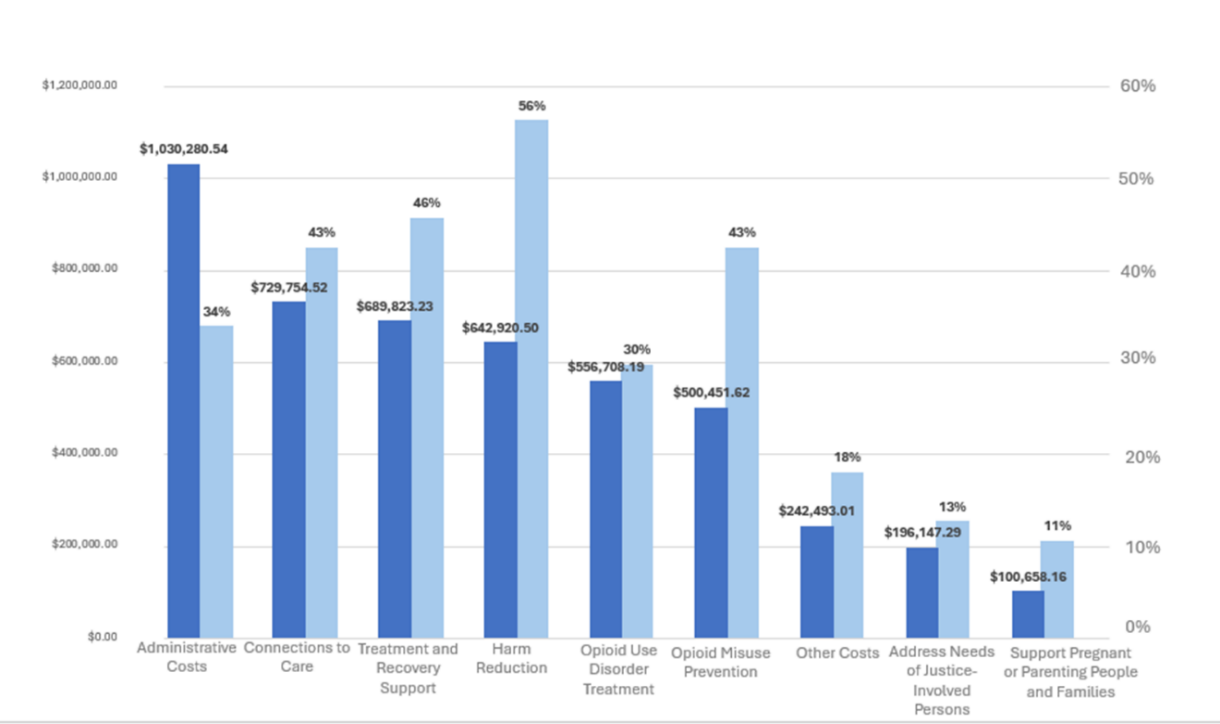 $1,200,000.00
$1,000,000.00
$800,000.00
$600,000.00
$400,000.00
$200,000.00
$0.00
60%
50%
40%
30%
20%
10%
0%
$1,030,280.54
34%
$729,754.52
43%
$689,823.23
46%
$642,920.50
56%
$556,708.19
30%
$500,451.62
43%
$242,493.01
18%
$196,147.29
13%
$100,658.16
11%
Administrative
Costs
Connections to
Care
Treatment and
Recovery
Support
Harm
Reduction
Opioid Use
Disorder
Treatment
Opioid Misuse
Prevention
Other Costs
Address Needs
of Justice-
Involved
Persons
Support Pregnant
or Parenting People
and Families